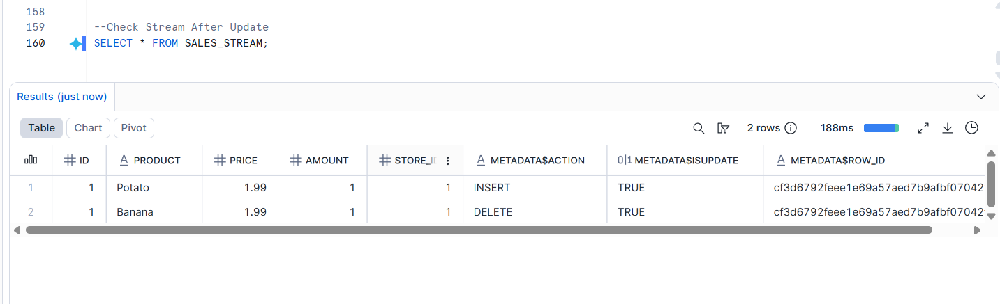 158
159 --Check Stream After Update
160 SELECT * FROM SALES_STREAM;
Results (just now)
Table Chart Pivot 2 rows 188ms
ID PRODUCT PRICE AMOUNT STORE_ID METADATA$ACTION METADATA$ISUPDATE METADATA$ROW_ID
1 1 Potato 1.99 1 1 INSERT TRUE cf3d6792feee1e69a57aed7b9afbf07042
2 1 Banana 1.99 1 1 DELETE TRUE cf3d6792feee1e69a57aed7b9afbf07042